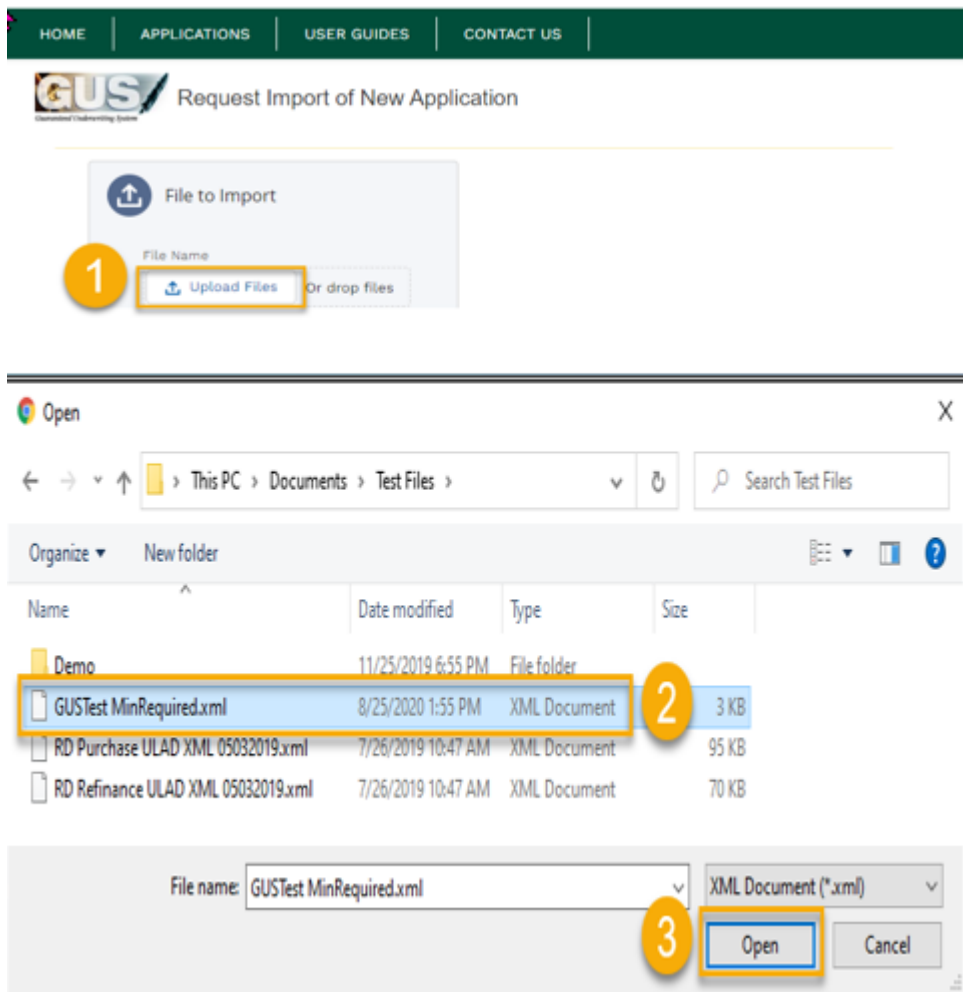 HOME APPLICATIONS USER GUIDES CONTACT US
GUS Request Import of New Application
Guaranteed Underwriting System
File to Import
File Name
1 Upload Files Or drop files
Open X
This PC > Documents > Test Files > Search Test Files
Organize New folder ?
Name Date modified Type Size
Demo 11/25/2019 6:55 PM File folder
GUSTest MinRequired.xml 8/25/2020 1:55 PM XML Document 2 3 KB
RD Purchase ULAD XML 05032019.xml 7/26/2019 10:47 AM XML Document 95 KB
RD Refinance ULAD XML 05032019.xml 7/26/2019 10:47 AM XML Document 70 KB
File name: GUSTest MinRequired.xml XML Document (*.xml)
3 Open Cancel